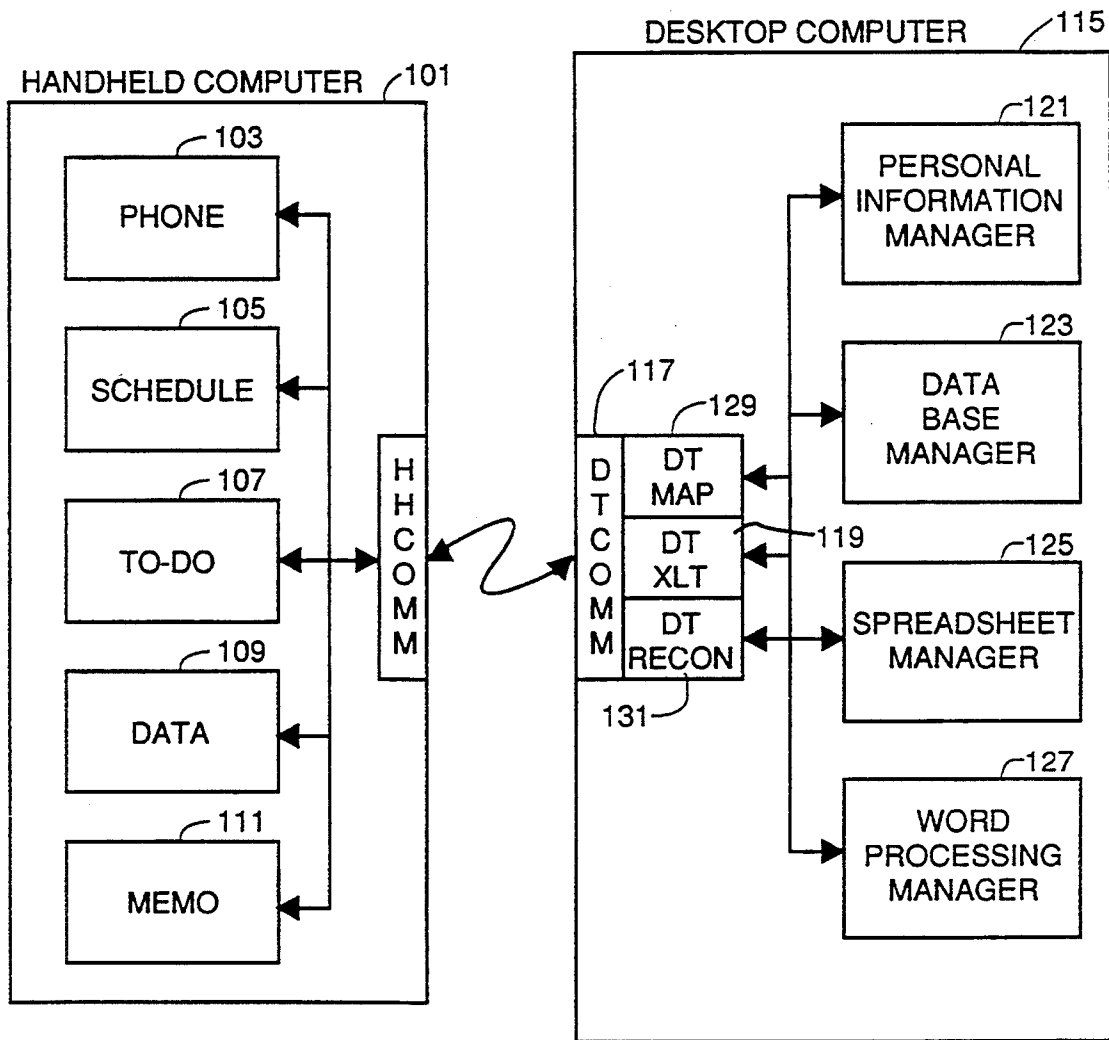 HANDHELD COMPUTER
101
103
PHONE
105
SCHEDULE
107
TO-DO
109
DATA
111
MEMO
HHCOMM
DESKTOP COMPUTER
115
117
DTCOMM
129
DT
MAP
119
DT
XLT
DT
RECON
131
121
PERSONAL
INFORMATION
MANAGER
123
DATA
BASE
MANAGER
125
SPREADSHEET
MANAGER
127
WORD
PROCESSING
MANAGER